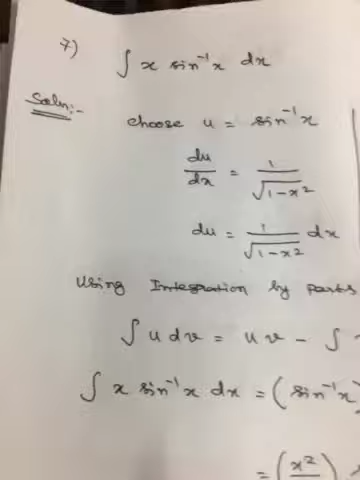 7)
∫ x sin⁻¹x dx
Soln:-
choose u = sin⁻¹x
du/dx = 1/√1-x²
du = 1/√1-x² dx
Using Integration by parts
∫ u dv = uv - ∫
∫ x sin⁻¹x dx = (sin⁻¹x)
= (x²/